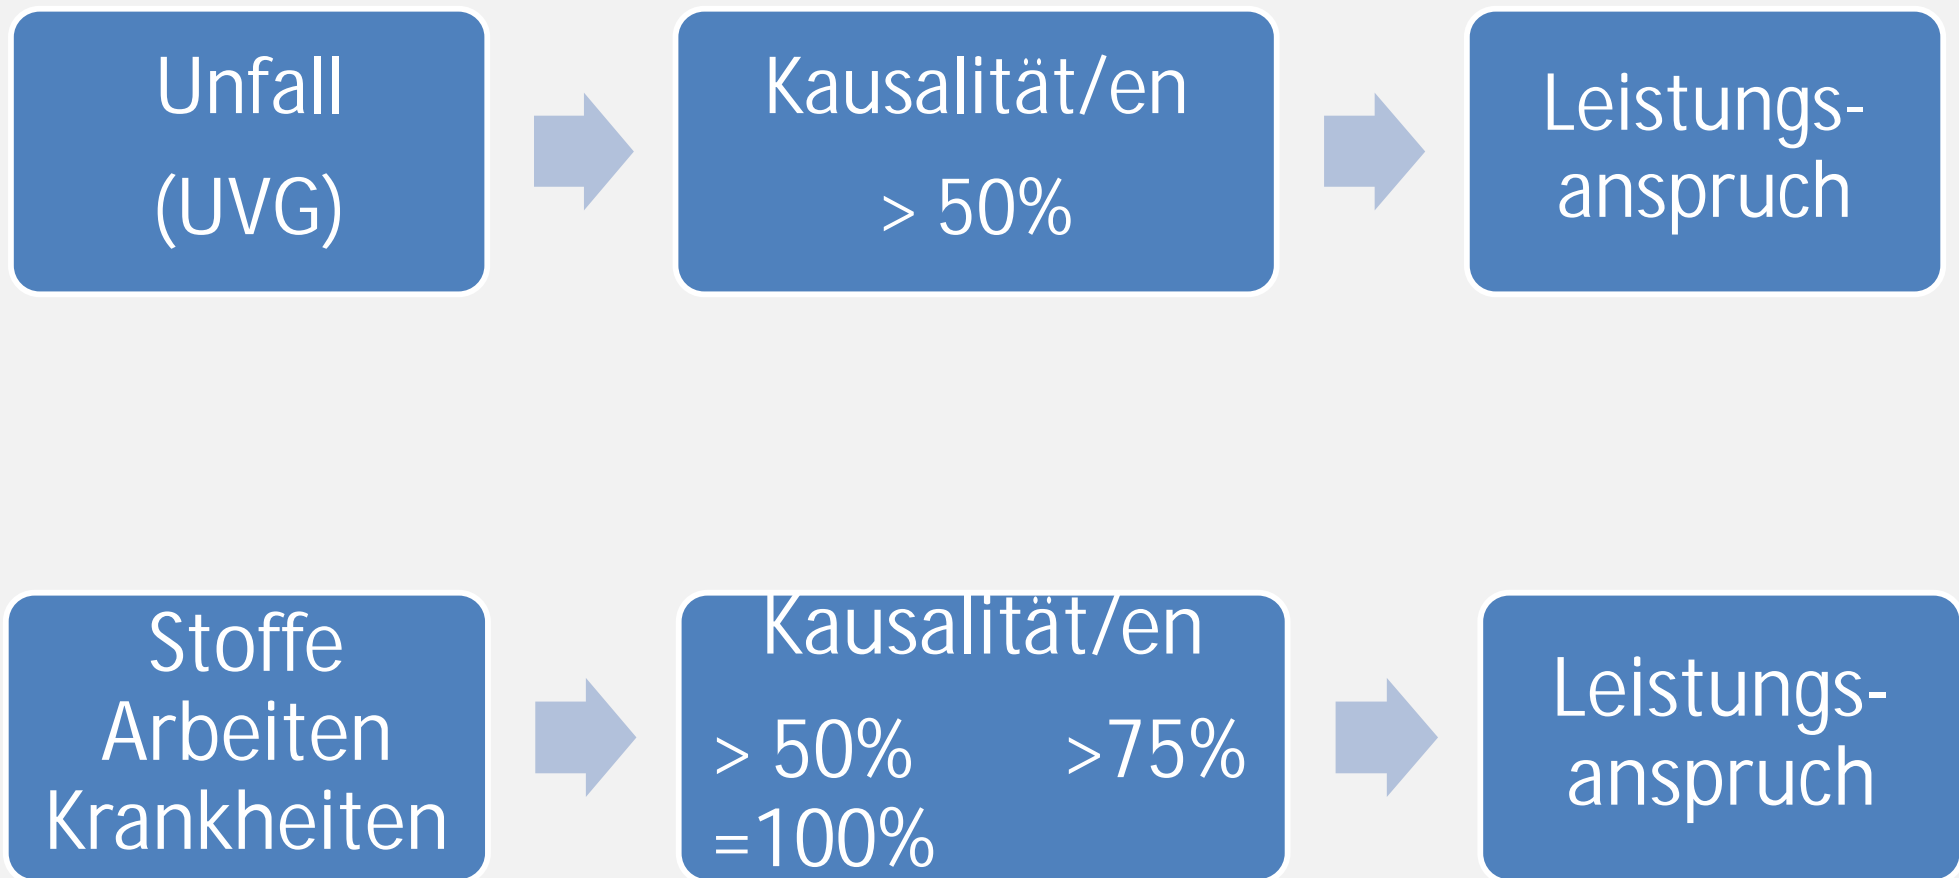 Unfall
(UVG)
Kausalität/en
> 50%
Leistungs-
anspruch
Stoffe
Arbeiten
Krankheiten
Kausalität/en
> 50% >75%
=100%
Leistungs-
anspruch